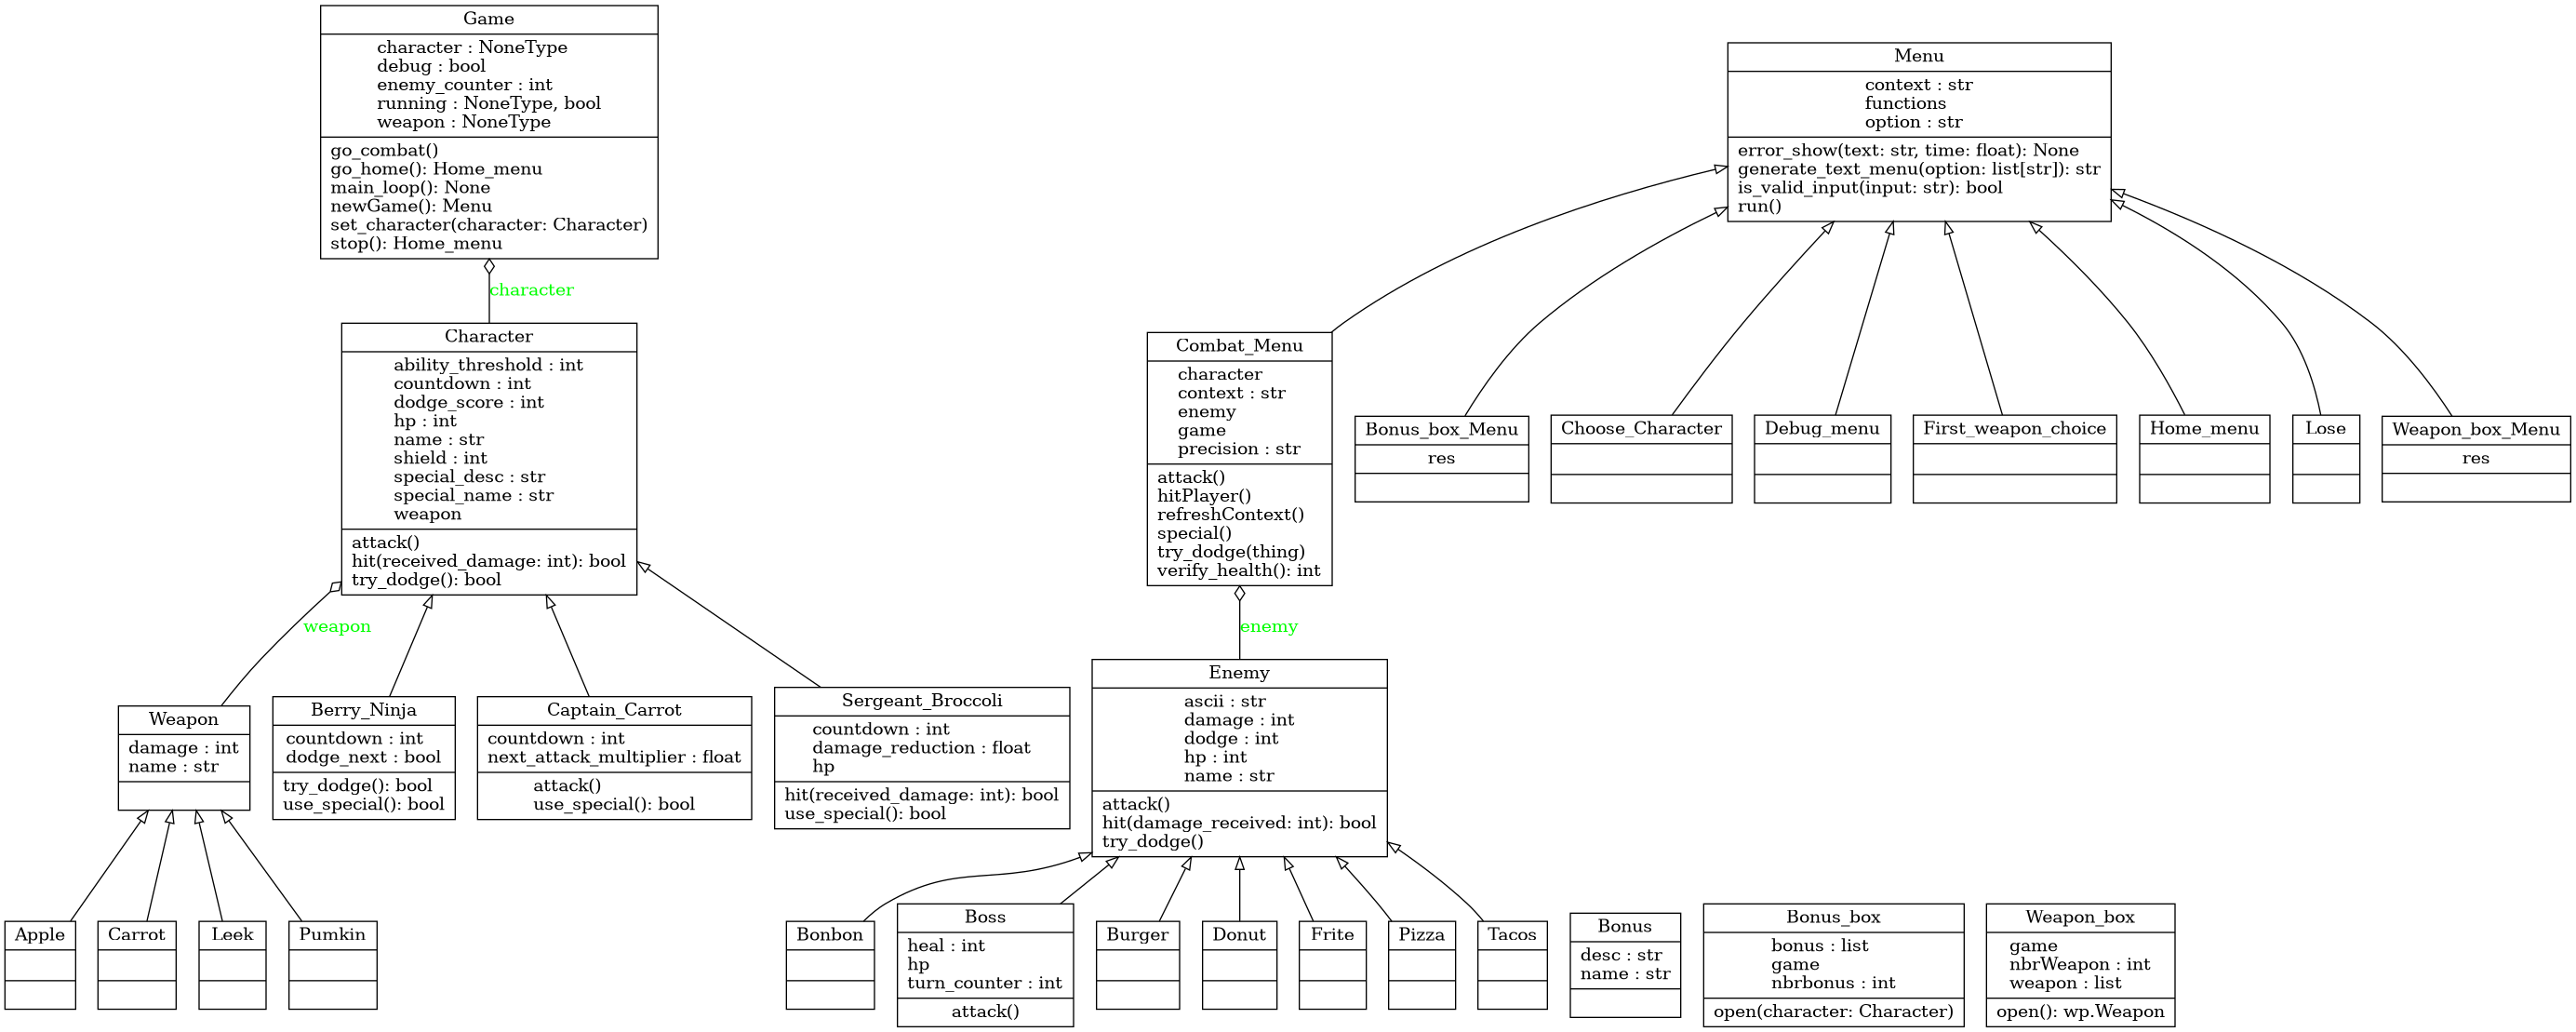 Game
character : NoneType
debug : bool
enemy_counter : int
running : NoneType, bool
weapon : NoneType
go_combat()
go_home(): Home_menu
main_loop(): None
newGame(): Menu
set_character(character: Character)
stop(): Home_menu
Menu
context : str
functions
option : str
error_show(text: str, time: float): None
generate_text_menu(option: list[str]): str
is_valid_input(input: str): bool
run()
character
Character
ability_threshold : int
countdown : int
dodge_score : int
hp : int
name : str
shield : int
special_desc : str
special_name : str
weapon
attack()
hit(received_damage: int): bool
try_dodge(): bool
Combat_Menu
character
context : str
enemy
game
precision : str
attack()
hitPlayer()
refreshContext()
special()
try_dodge(thing)
verify_health(): int
Bonus_box_Menu
res
Choose_Character
Debug_menu
First_weapon_choice
Home_menu
Lose
Weapon_box_Menu
res
weapon
enemy
Weapon
damage : int
name : str
Berry_Ninja
countdown : int
dodge_next : bool
try_dodge(): bool
use_special(): bool
Captain_Carrot
countdown : int
next_attack_multiplier : float
attack()
use_special(): bool
Sergeant_Broccoli
countdown : int
damage_reduction : float
hp
hit(received_damage: int): bool
use_special(): bool
Enemy
ascii : str
damage : int
dodge : int
hp : int
name : str
attack()
hit(damage_received: int): bool
try_dodge()
Apple
Carrot
Leek
Pumkin
Bonbon
Boss
heal : int
hp
turn_counter : int
attack()
Burger
Donut
Frite
Pizza
Tacos
Bonus
desc : str
name : str
Bonus_box
bonus : list
game
nbrbonus : int
open(character: Character)
Weapon_box
game
nbrWeapon : int
weapon : list
open(): wp.Weapon